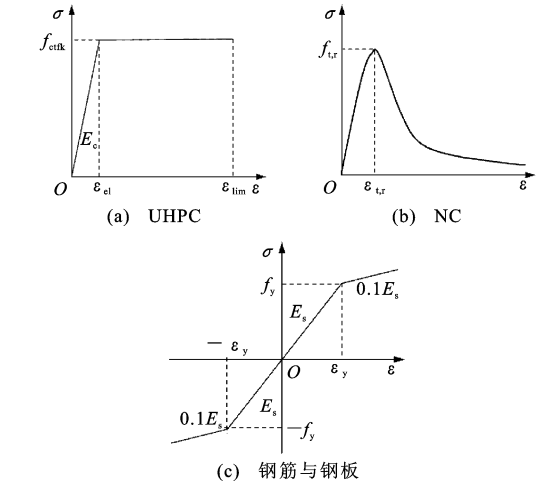 σ σ
f_ctfk f_t,r
E_c
O ε_el ε_lim ε O ε_t,r ε
(a) UHPC (b) NC
σ
f_y
0.1E_s
E_s
－ε_y
O ε_y ε
0.1E_s E_s
－f_y
(c) 钢筋与钢板